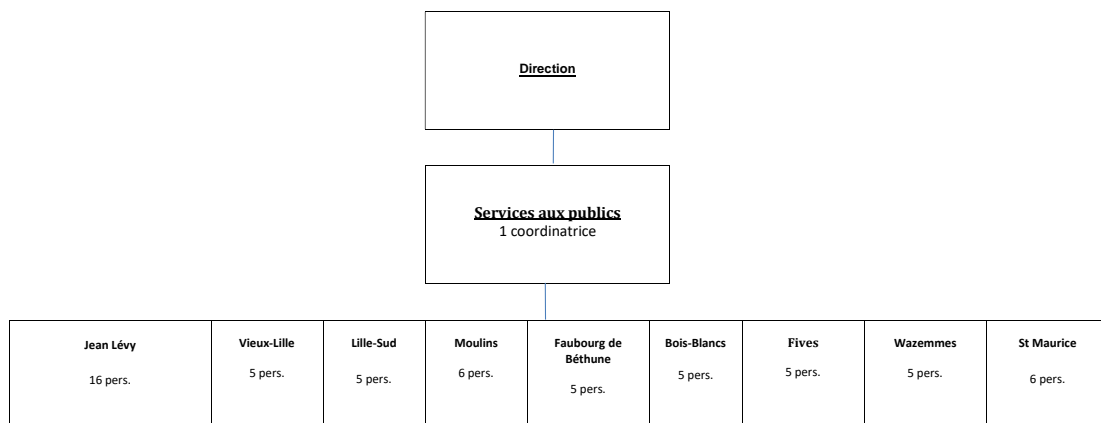 Direction
Services aux publics
1 coordinatrice
Jean Lévy
16 pers.
Vieux-Lille
5 pers.
Lille-Sud
5 pers.
Moulins
6 pers.
Faubourg de
Béthune
5 pers.
Bois-Blancs
5 pers.
Fives
5 pers.
Wazemmes
5 pers.
St Maurice
6 pers.